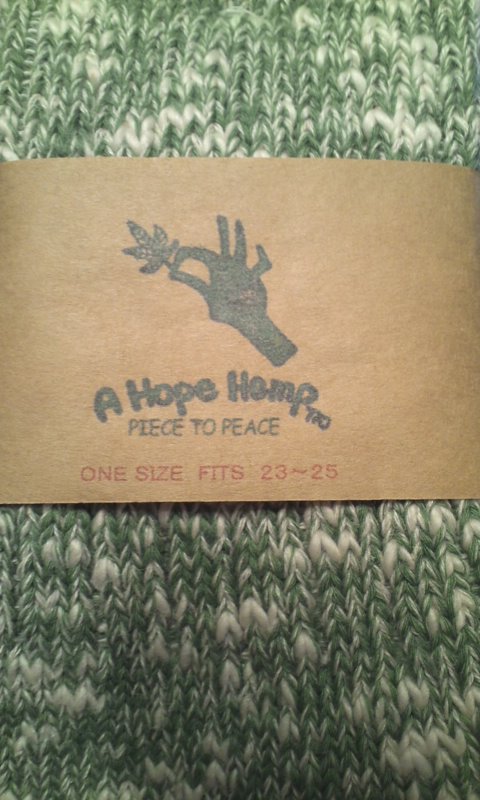 A Hope Hemp
PIECE TO PEACE
ONE SIZE FITS 23～25